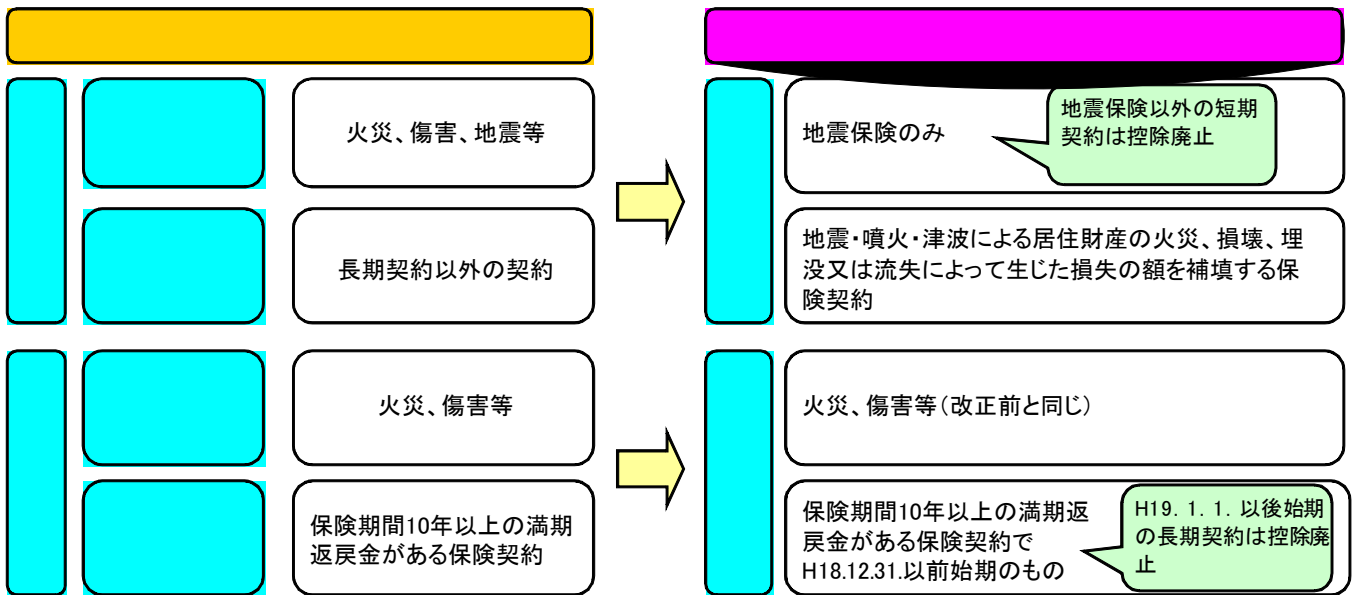 火災、傷害、地震等
長期契約以外の契約
地震保険のみ
地震保険以外の短期
契約は控除廃止
地震・噴火・津波による居住財産の火災、損壊、埋
没又は流失によって生じた損失の額を補填する保
険契約
火災、傷害等
保険期間10年以上の満期
返戻金がある保険契約
火災、傷害等（改正前と同じ）
保険期間10年以上の満期返
戻金がある保険契約で
H18.12.31.以前始期のもの
H19．1．1．以後始期
の長期契約は控除廃
止